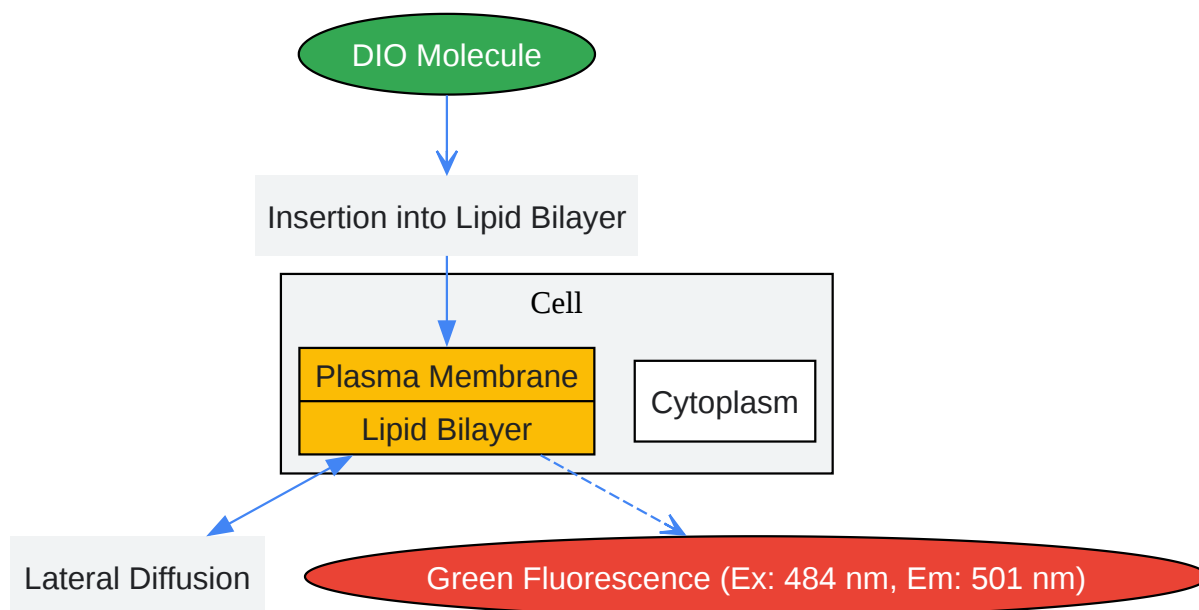 DIO Molecule
Insertion into Lipid Bilayer
Cell
Plasma Membrane
Lipid Bilayer
Cytoplasm
Lateral Diffusion
Green Fluorescence (Ex: 484 nm, Em: 501 nm)